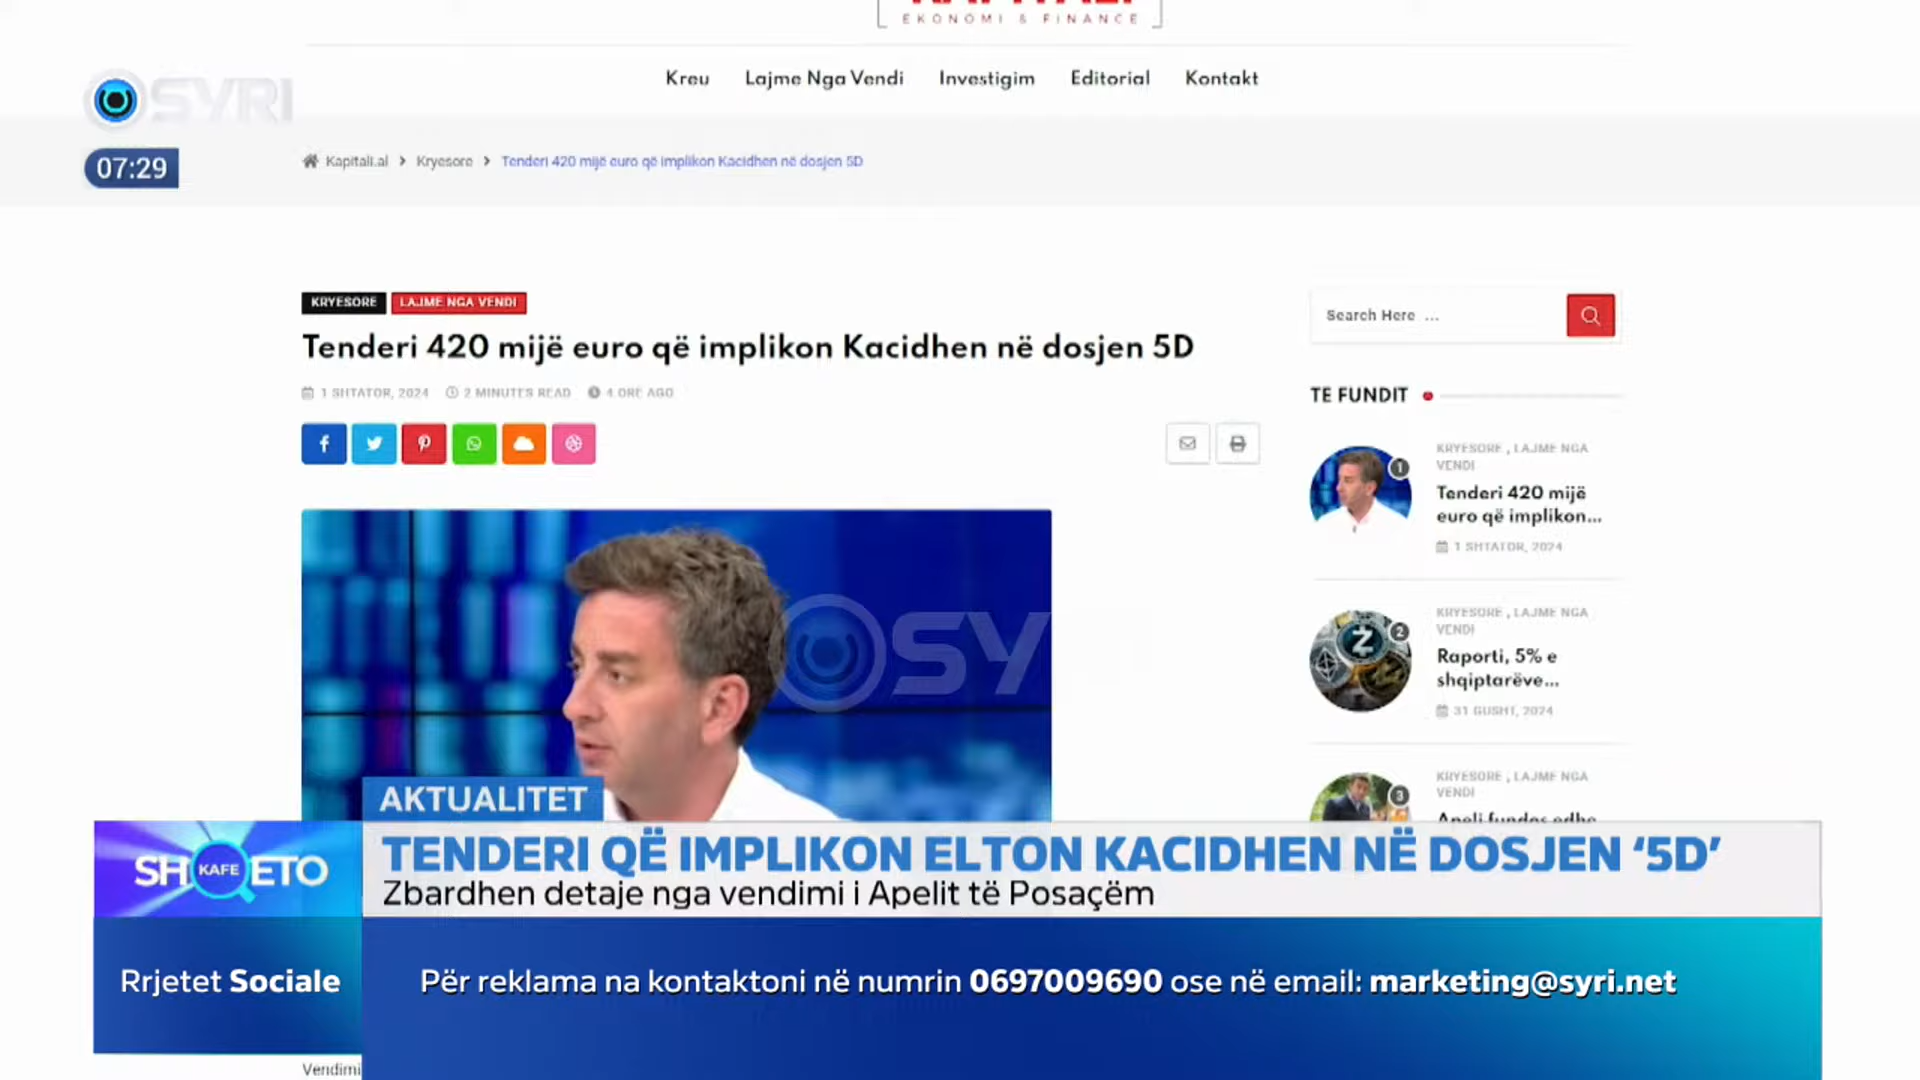 EKONOMI & FINANCE
Kreu
Lajme Nga Vendi
Investigim
Editorial
Kontakt
SYRI
07:29
Kapitali.al > Kryesore > Tenderi 420 mijë euro që implikon Kacidhen në dosjen 5D
KRYESORE
LAJME NGA VENDI
Tenderi 420 mijë euro që implikon Kacidhen në dosjen 5D
1 SHTATOR, 2024
2 MINUTES READ
4 ORE AGO
Search Here ...
TE FUNDIT
1
KRYESORE , LAJME NGA
VENDI
Tenderi 420 mijë
euro që implikon...
1 SHTATOR, 2024
2
KRYESORE , LAJME NGA
VENDI
Raporti, 5% e
shqiptarëve...
31 GUSHT, 2024
3
KRYESORE , LAJME NGA
VENDI
SY
AKTUALITET
SHQETO
KAFE
TENDERI QË IMPLIKON ELTON KACIDHEN NË DOSJEN ‘5D’
Zbardhen detaje nga vendimi i Apelit të Posaçëm
Rrjetet Sociale
Për reklama na kontaktoni në numrin 0697009690 ose në email: marketing@syri.net
Vendimi